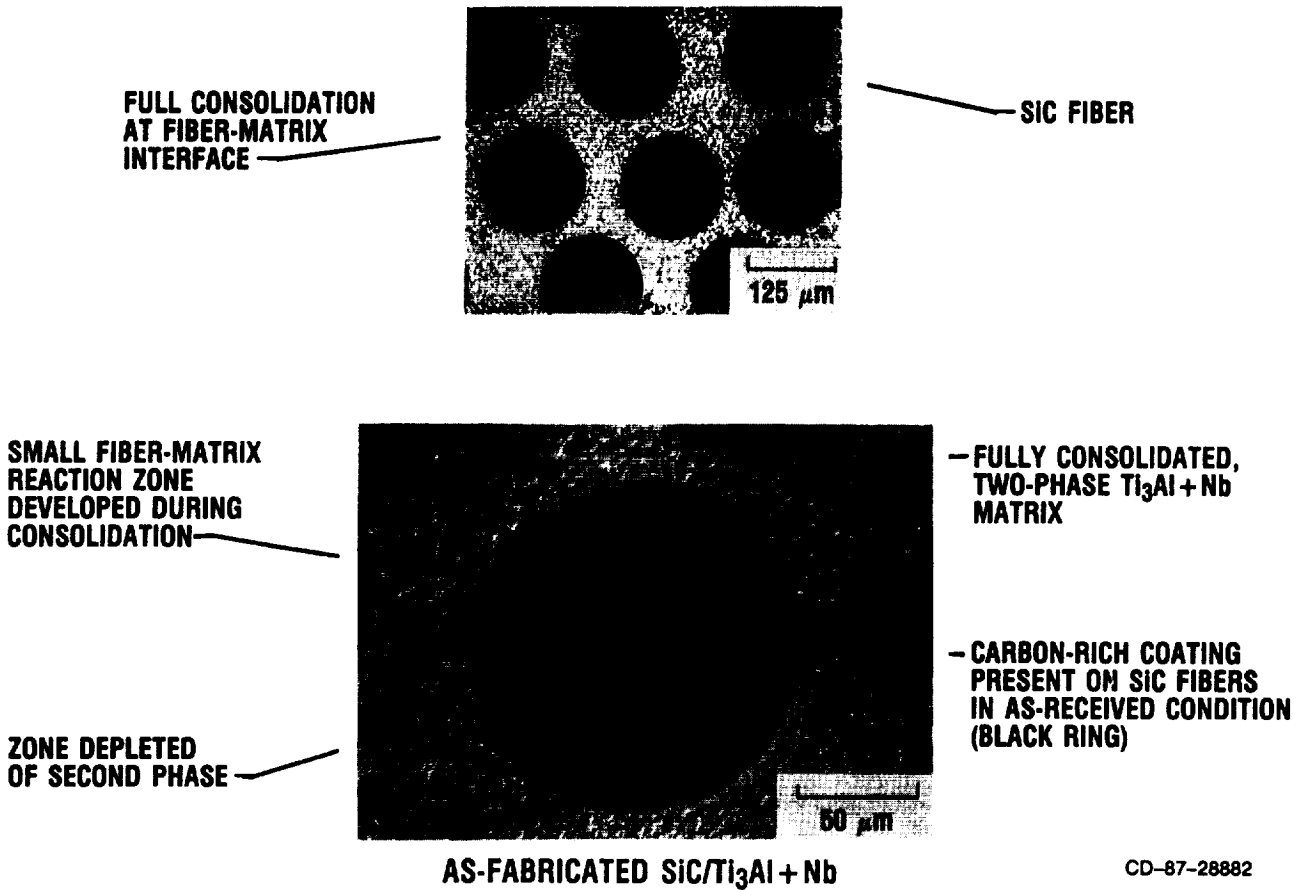 FULL CONSOLIDATION
AT FIBER-MATRIX
INTERFACE
SiC FIBER
125 μm
SMALL FIBER-MATRIX
REACTION ZONE
DEVELOPED DURING
CONSOLIDATION
FULLY CONSOLIDATED,
TWO-PHASE Ti₃Al + Nb
MATRIX
CARBON-RICH COATING
PRESENT ON SiC FIBERS
IN AS-RECEIVED CONDITION
(BLACK RING)
ZONE DEPLETED
OF SECOND PHASE
50 μm
AS-FABRICATED SiC/Ti₃Al + Nb
CD-87-28882